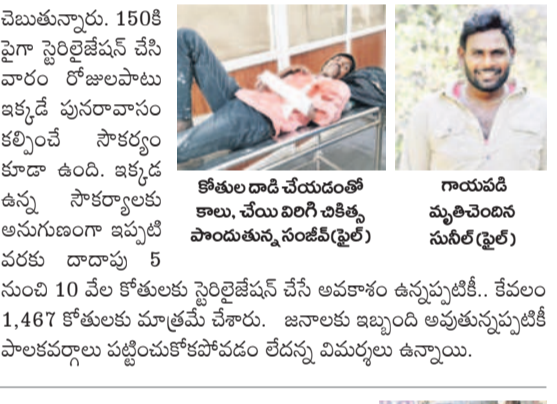 చెబుతున్నారు. 150కి
పైగా స్టెరిలైజేషన్ చేసి
వారం రోజులపాటు
ఇక్కడే పునరావాసం
కల్పించే సౌకర్యం
కూడా ఉంది. ఇక్కడ
ఉన్న సౌకర్యాలకు
అనుగుణంగా ఇప్పటి
వరకు దాదాపు 5
నుంచి 10 వేల కోతులకు స్టెరిలైజేషన్ చేసే అవకాశం ఉన్నప్పటికీ.. కేవలం
1,467 కోతులకు మాత్రమే చేశారు. జనాలకు ఇబ్బంది అవుతున్నప్పటికీ
పాలకవర్గాలు పట్టించుకోకపోవడం లేదన్న విమర్శలు ఉన్నాయి.
కోతుల దాడి చేయడంతో
కాలు, చేయి విరిగి చికిత్స
పొందుతున్న సంజీవ్(ఫైల్)
గాయపడి
మృతిచెందిన
సునీల్(ఫైల్)